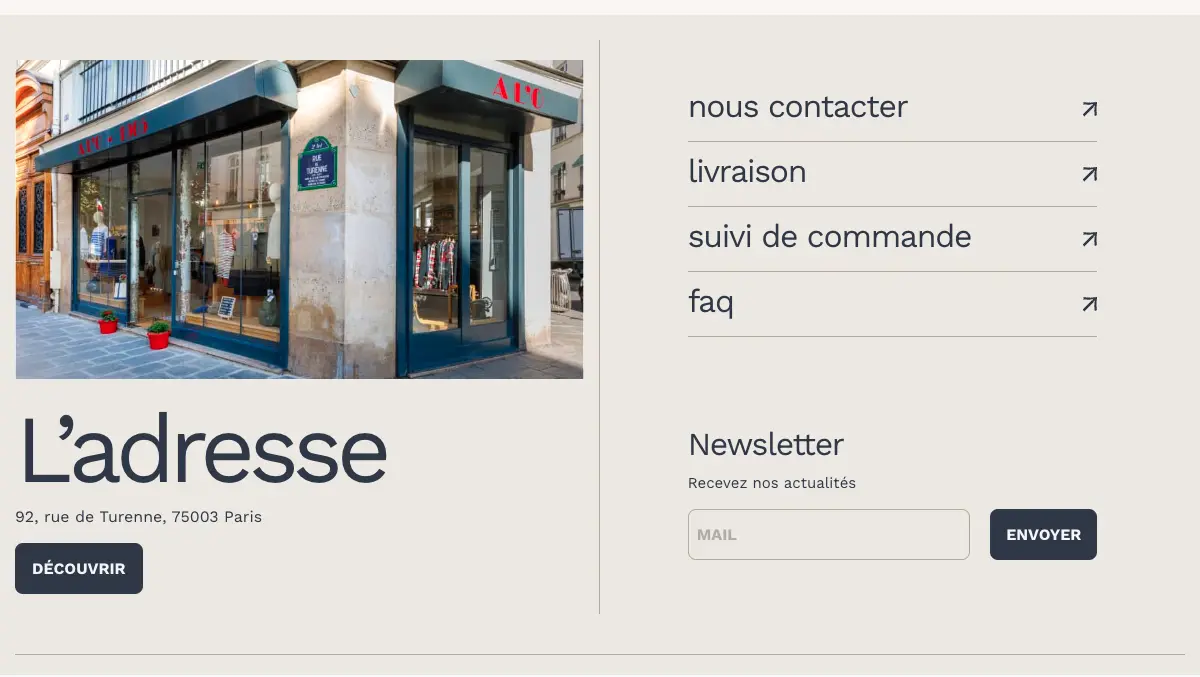 RUE
DE
TURENNE
L’adresse
92, rue de Turenne, 75003 Paris
DÉCOUVRIR
nous contacter
livraison
suivi de commande
faq
Newsletter
Recevez nos actualités
MAIL
ENVOYER